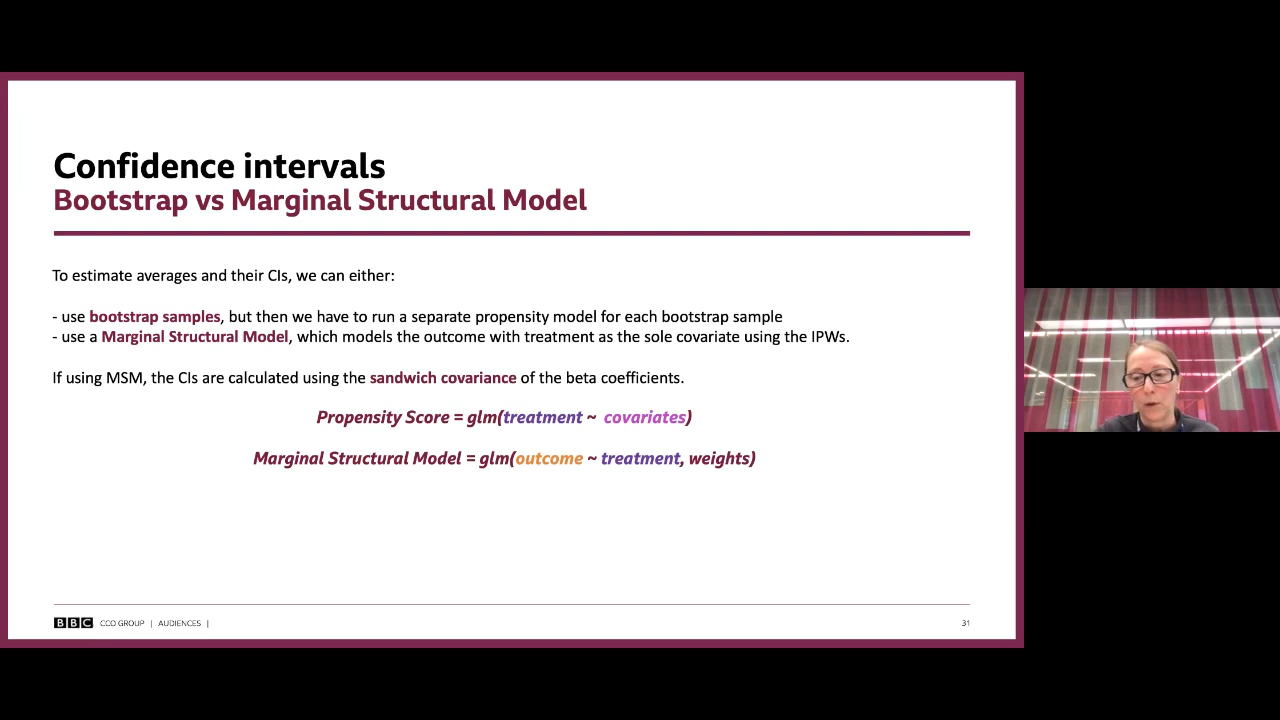 Confidence intervals
Bootstrap vs Marginal Structural Model
To estimate averages and their CIs, we can either:
- use bootstrap samples, but then we have to run a separate propensity model for each bootstrap sample
- use a Marginal Structural Model, which models the outcome with treatment as the sole covariate using the IPWs.
If using MSM, the CIs are calculated using the sandwich covariance of the beta coefficients.
Propensity Score = glm(treatment ~ covariates)
Marginal Structural Model = glm(outcome ~ treatment, weights)
BBC CCO GROUP | AUDIENCES | 31